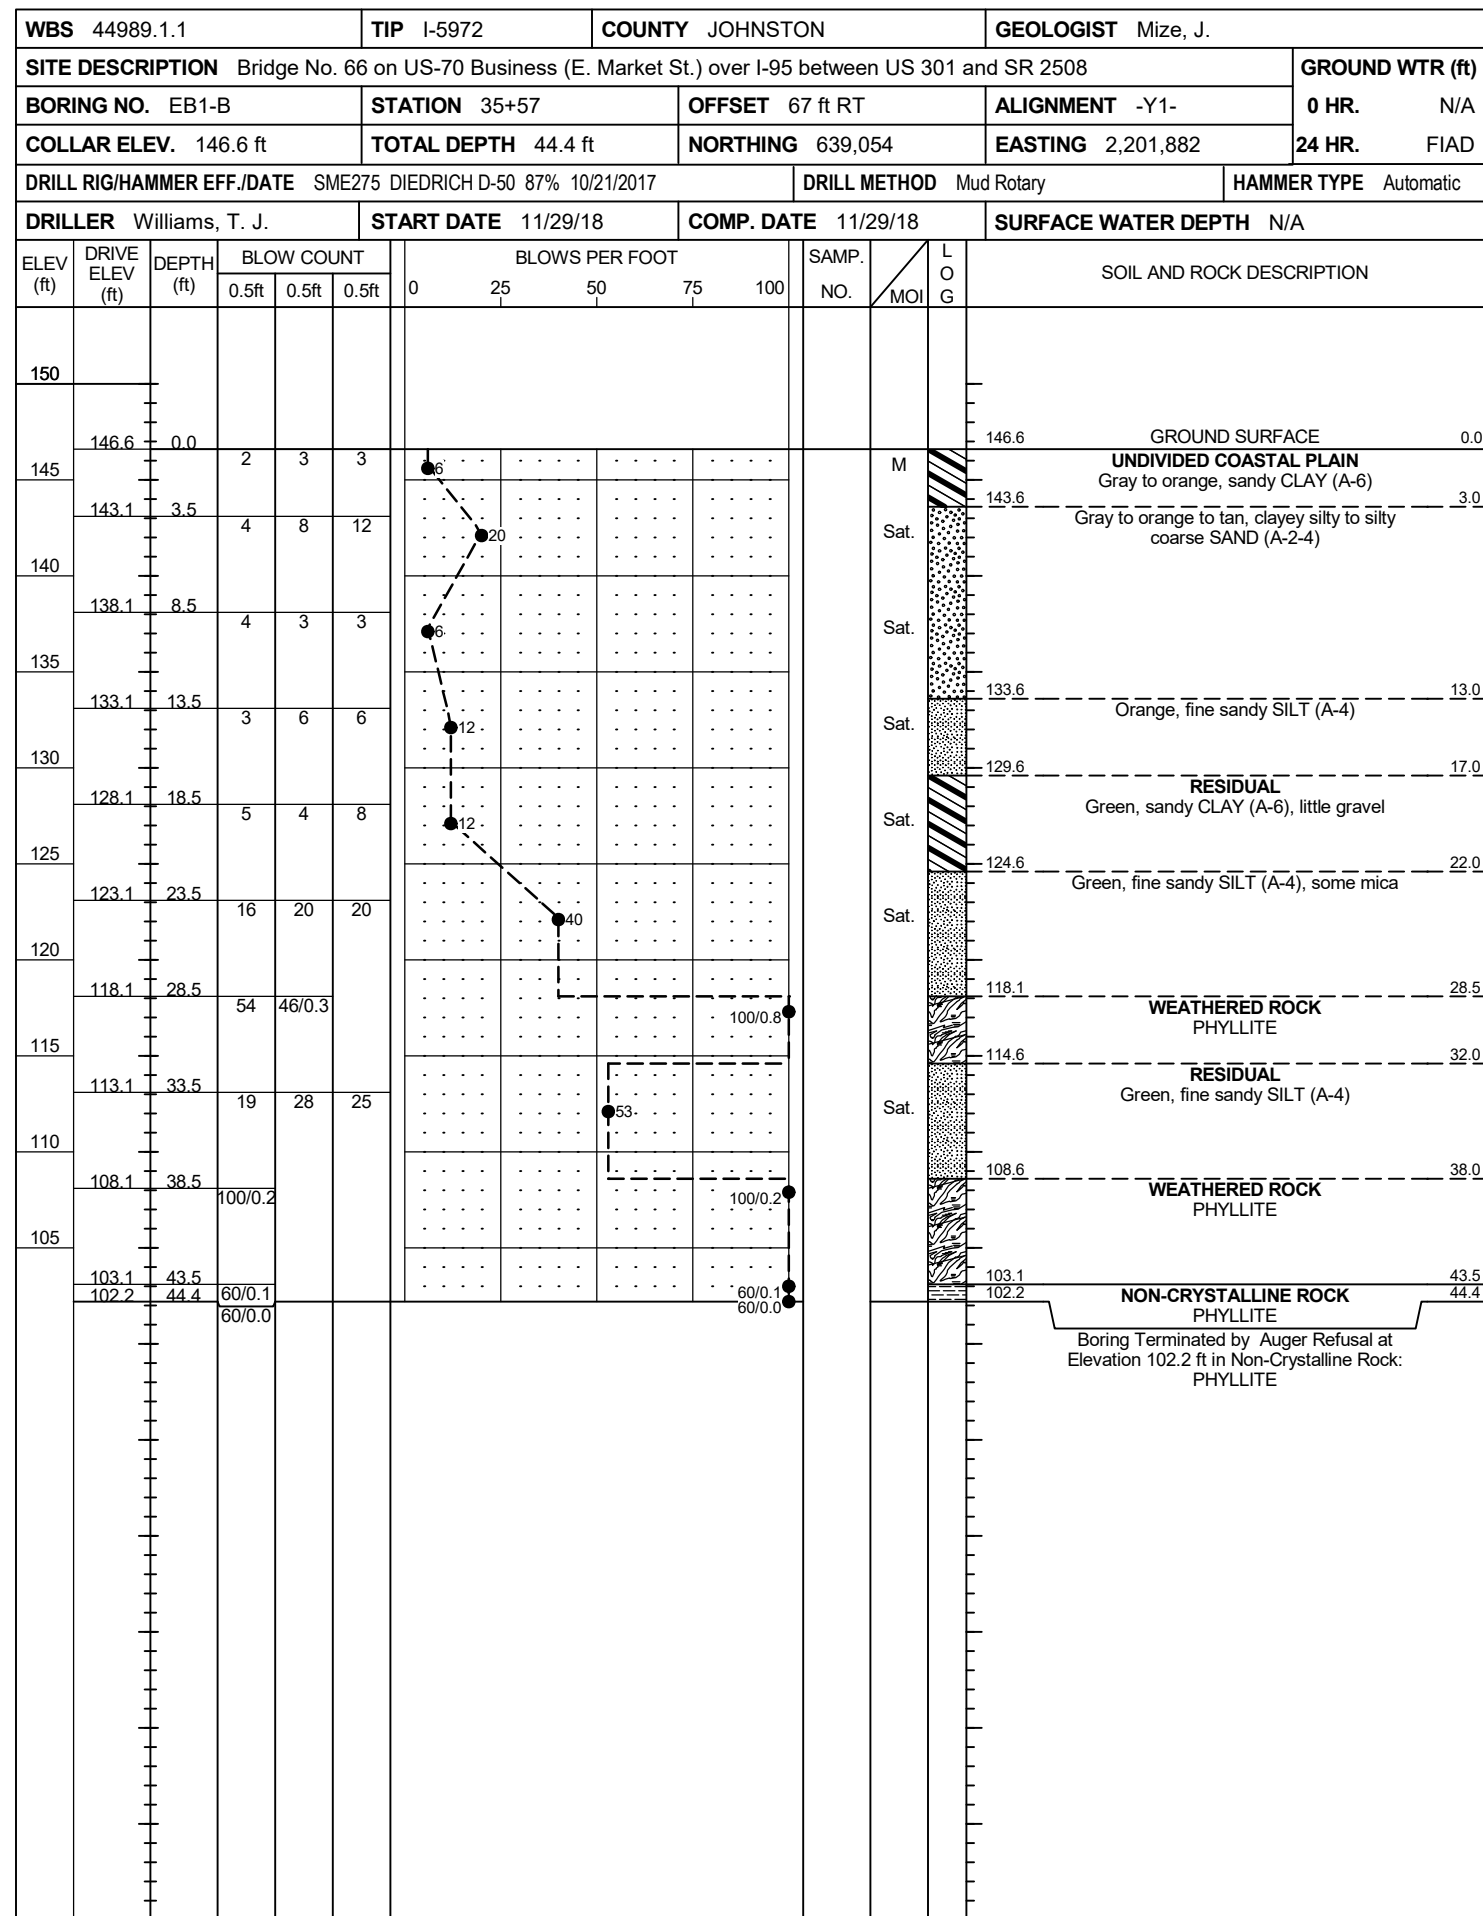 WBS 44989.1.1 TIP I-5972 COUNTY JOHNSTON GEOLOGIST Mize, J.
SITE DESCRIPTION Bridge No. 66 on US-70 Business (E. Market St.) over I-95 between US 301 and SR 2508 GROUND WTR (ft)
BORING NO. EB1-B STATION 35+57 OFFSET 67 ft RT ALIGNMENT -Y1- 0 HR. N/A
COLLAR ELEV. 146.6 ft TOTAL DEPTH 44.4 ft NORTHING 639,054 EASTING 2,201,882 24 HR. FIAD
DRILL RIG/HAMMER EFF./DATE SME275 DIEDRICH D-50 87% 10/21/2017 DRILL METHOD Mud Rotary HAMMER TYPE Automatic
DRILLER Williams, T. J. START DATE 11/29/18 COMP. DATE 11/29/18 SURFACE WATER DEPTH N/A
ELEV (ft) DRIVE ELEV (ft) DEPTH (ft) BLOW COUNT BLOWS PER FOOT SAMP. NO. MOI LOG SOIL AND ROCK DESCRIPTION
0.5ft 0.5ft 0.5ft 0 25 50 75 100
150
146.6 0.0 146.6 GROUND SURFACE 0.0
2 3 3 6 M UNDIVIDED COASTAL PLAIN
145 Gray to orange, sandy CLAY (A-6)
143.1 3.5 143.6 3.0
4 8 12 20 Sat. Gray to orange to tan, clayey silty to silty
coarse SAND (A-2-4)
140
138.1 8.5
4 3 3 6 Sat.
135
133.1 13.5 133.6 13.0
3 6 6 12 Sat. Orange, fine sandy SILT (A-4)
130
129.6 17.0
RESIDUAL
128.1 18.5 Green, sandy CLAY (A-6), little gravel
5 4 8 12 Sat.
125
124.6 22.0
123.1 23.5 Green, fine sandy SILT (A-4), some mica
16 20 20 40 Sat.
120
118.1 28.5 118.1 28.5
54 46/0.3 100/0.8 WEATHERED ROCK
PHYLLITE
115
114.6 32.0
RESIDUAL
113.1 33.5 Green, fine sandy SILT (A-4)
19 28 25 53 Sat.
110
108.6 38.0
108.1 38.5 WEATHERED ROCK
100/0.2 100/0.2 PHYLLITE
105
103.1 43.5 103.1 43.5
102.2 44.4 60/0.1 60/0.1 102.2 NON-CRYSTALLINE ROCK 44.4
60/0.0 60/0.0 PHYLLITE
Boring Terminated by Auger Refusal at
Elevation 102.2 ft in Non-Crystalline Rock:
PHYLLITE